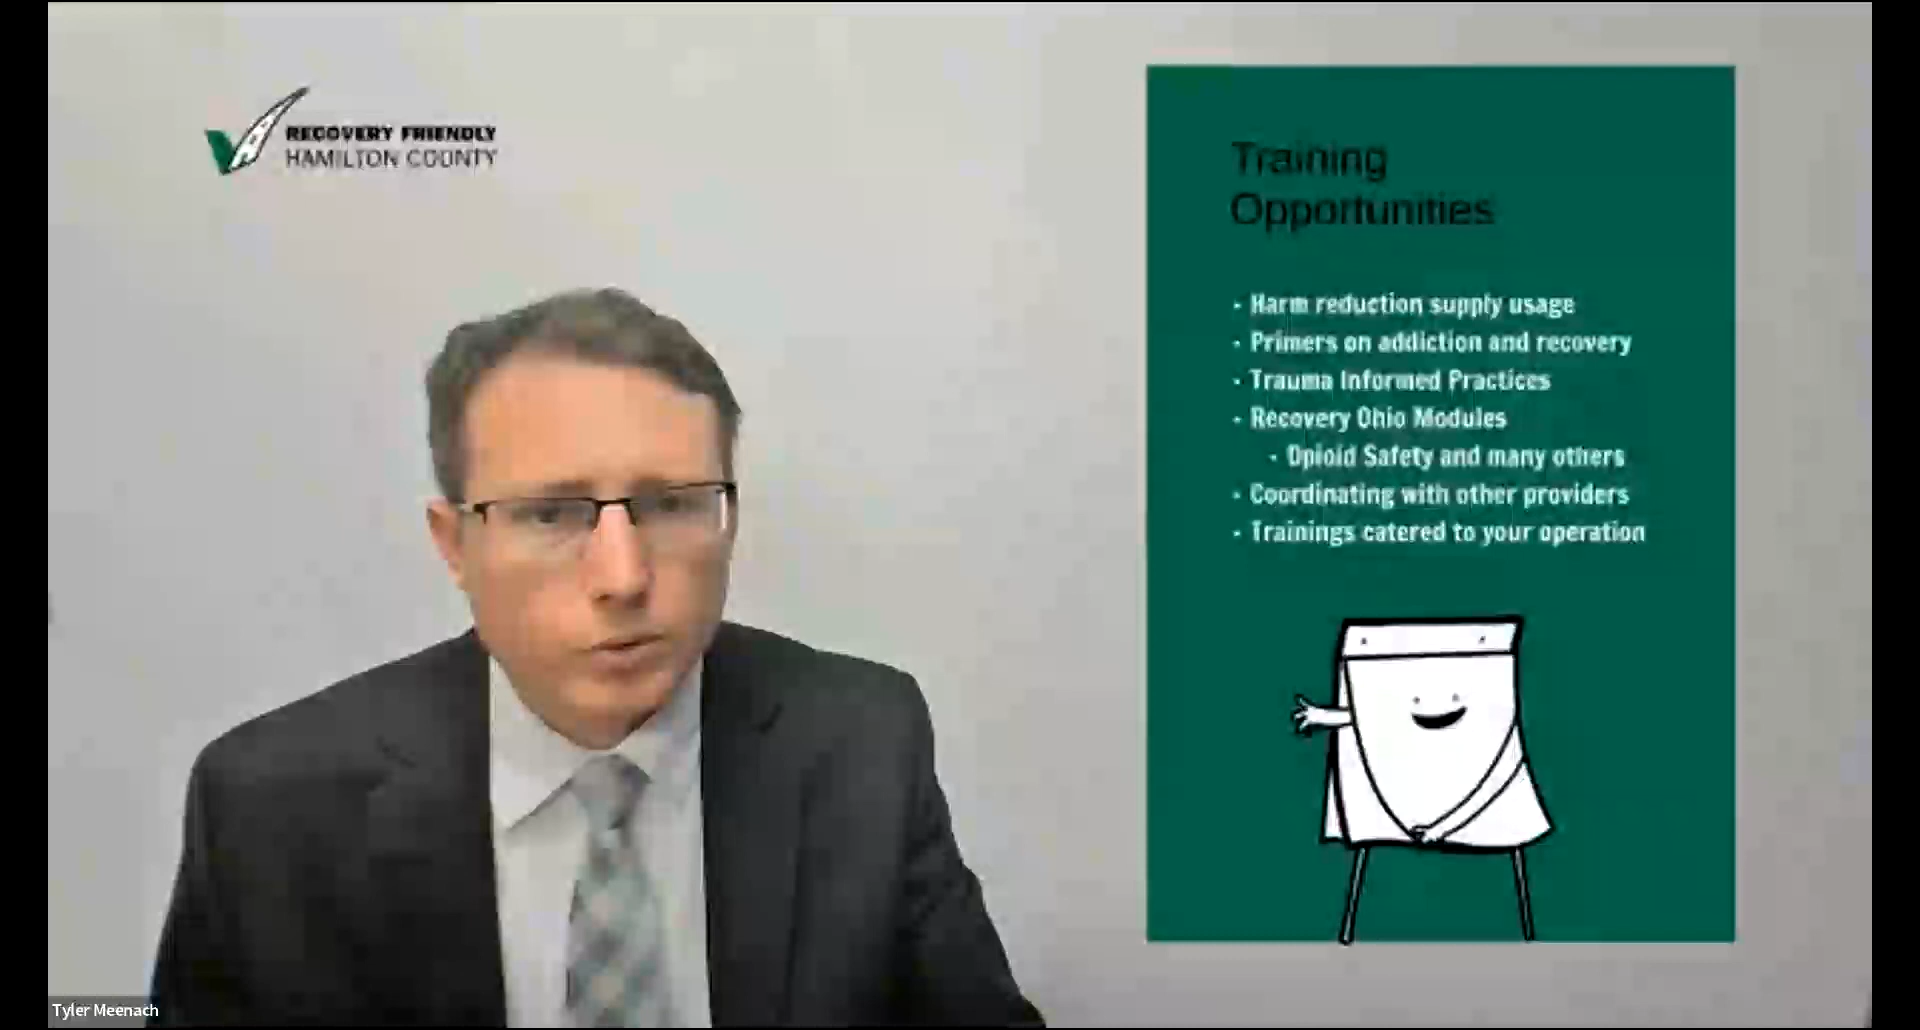 RECOVERY FRIENDLY
HAMILTON COUNTY
Training
Opportunities
- Harm reduction supply usage
- Primers on addiction and recovery
- Trauma Informed Practices
- Recovery Ohio Modules
- Opioid Safety and many others
- Coordinating with other providers
- Trainings catered to your operation
Tyler Meenach